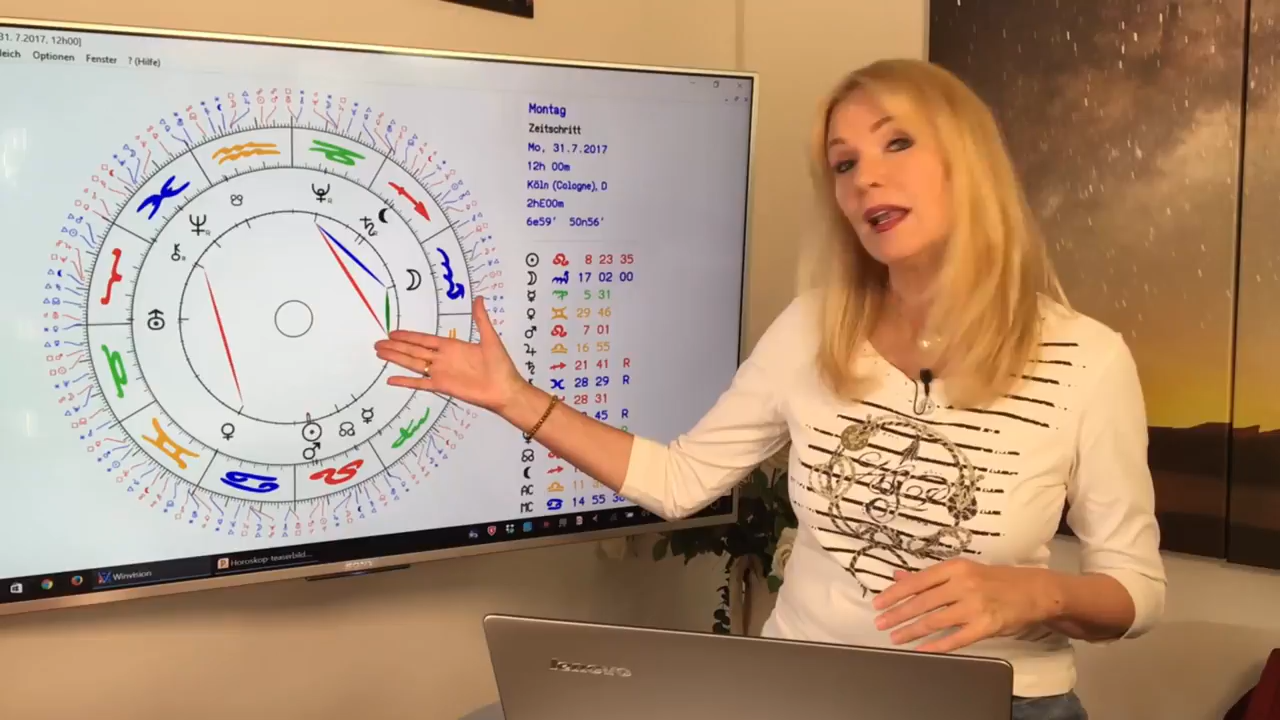 31. 7.2017, 12h00]
leich Optionen Fenster ? (Hilfe)
Montag
Zeitschritt
Mo, 31.7.2017
12h 00m
Köln (Cologne), D
2hE00m
6e59' 50n56'
8 23 35
17 02 00
5 31
29 46
7 01
16 55
21 41 R
28 29 R
28 31
45 R
AC
MC 14 55
Winvision
Horoskop-teaserbild...
SONY
lenovo